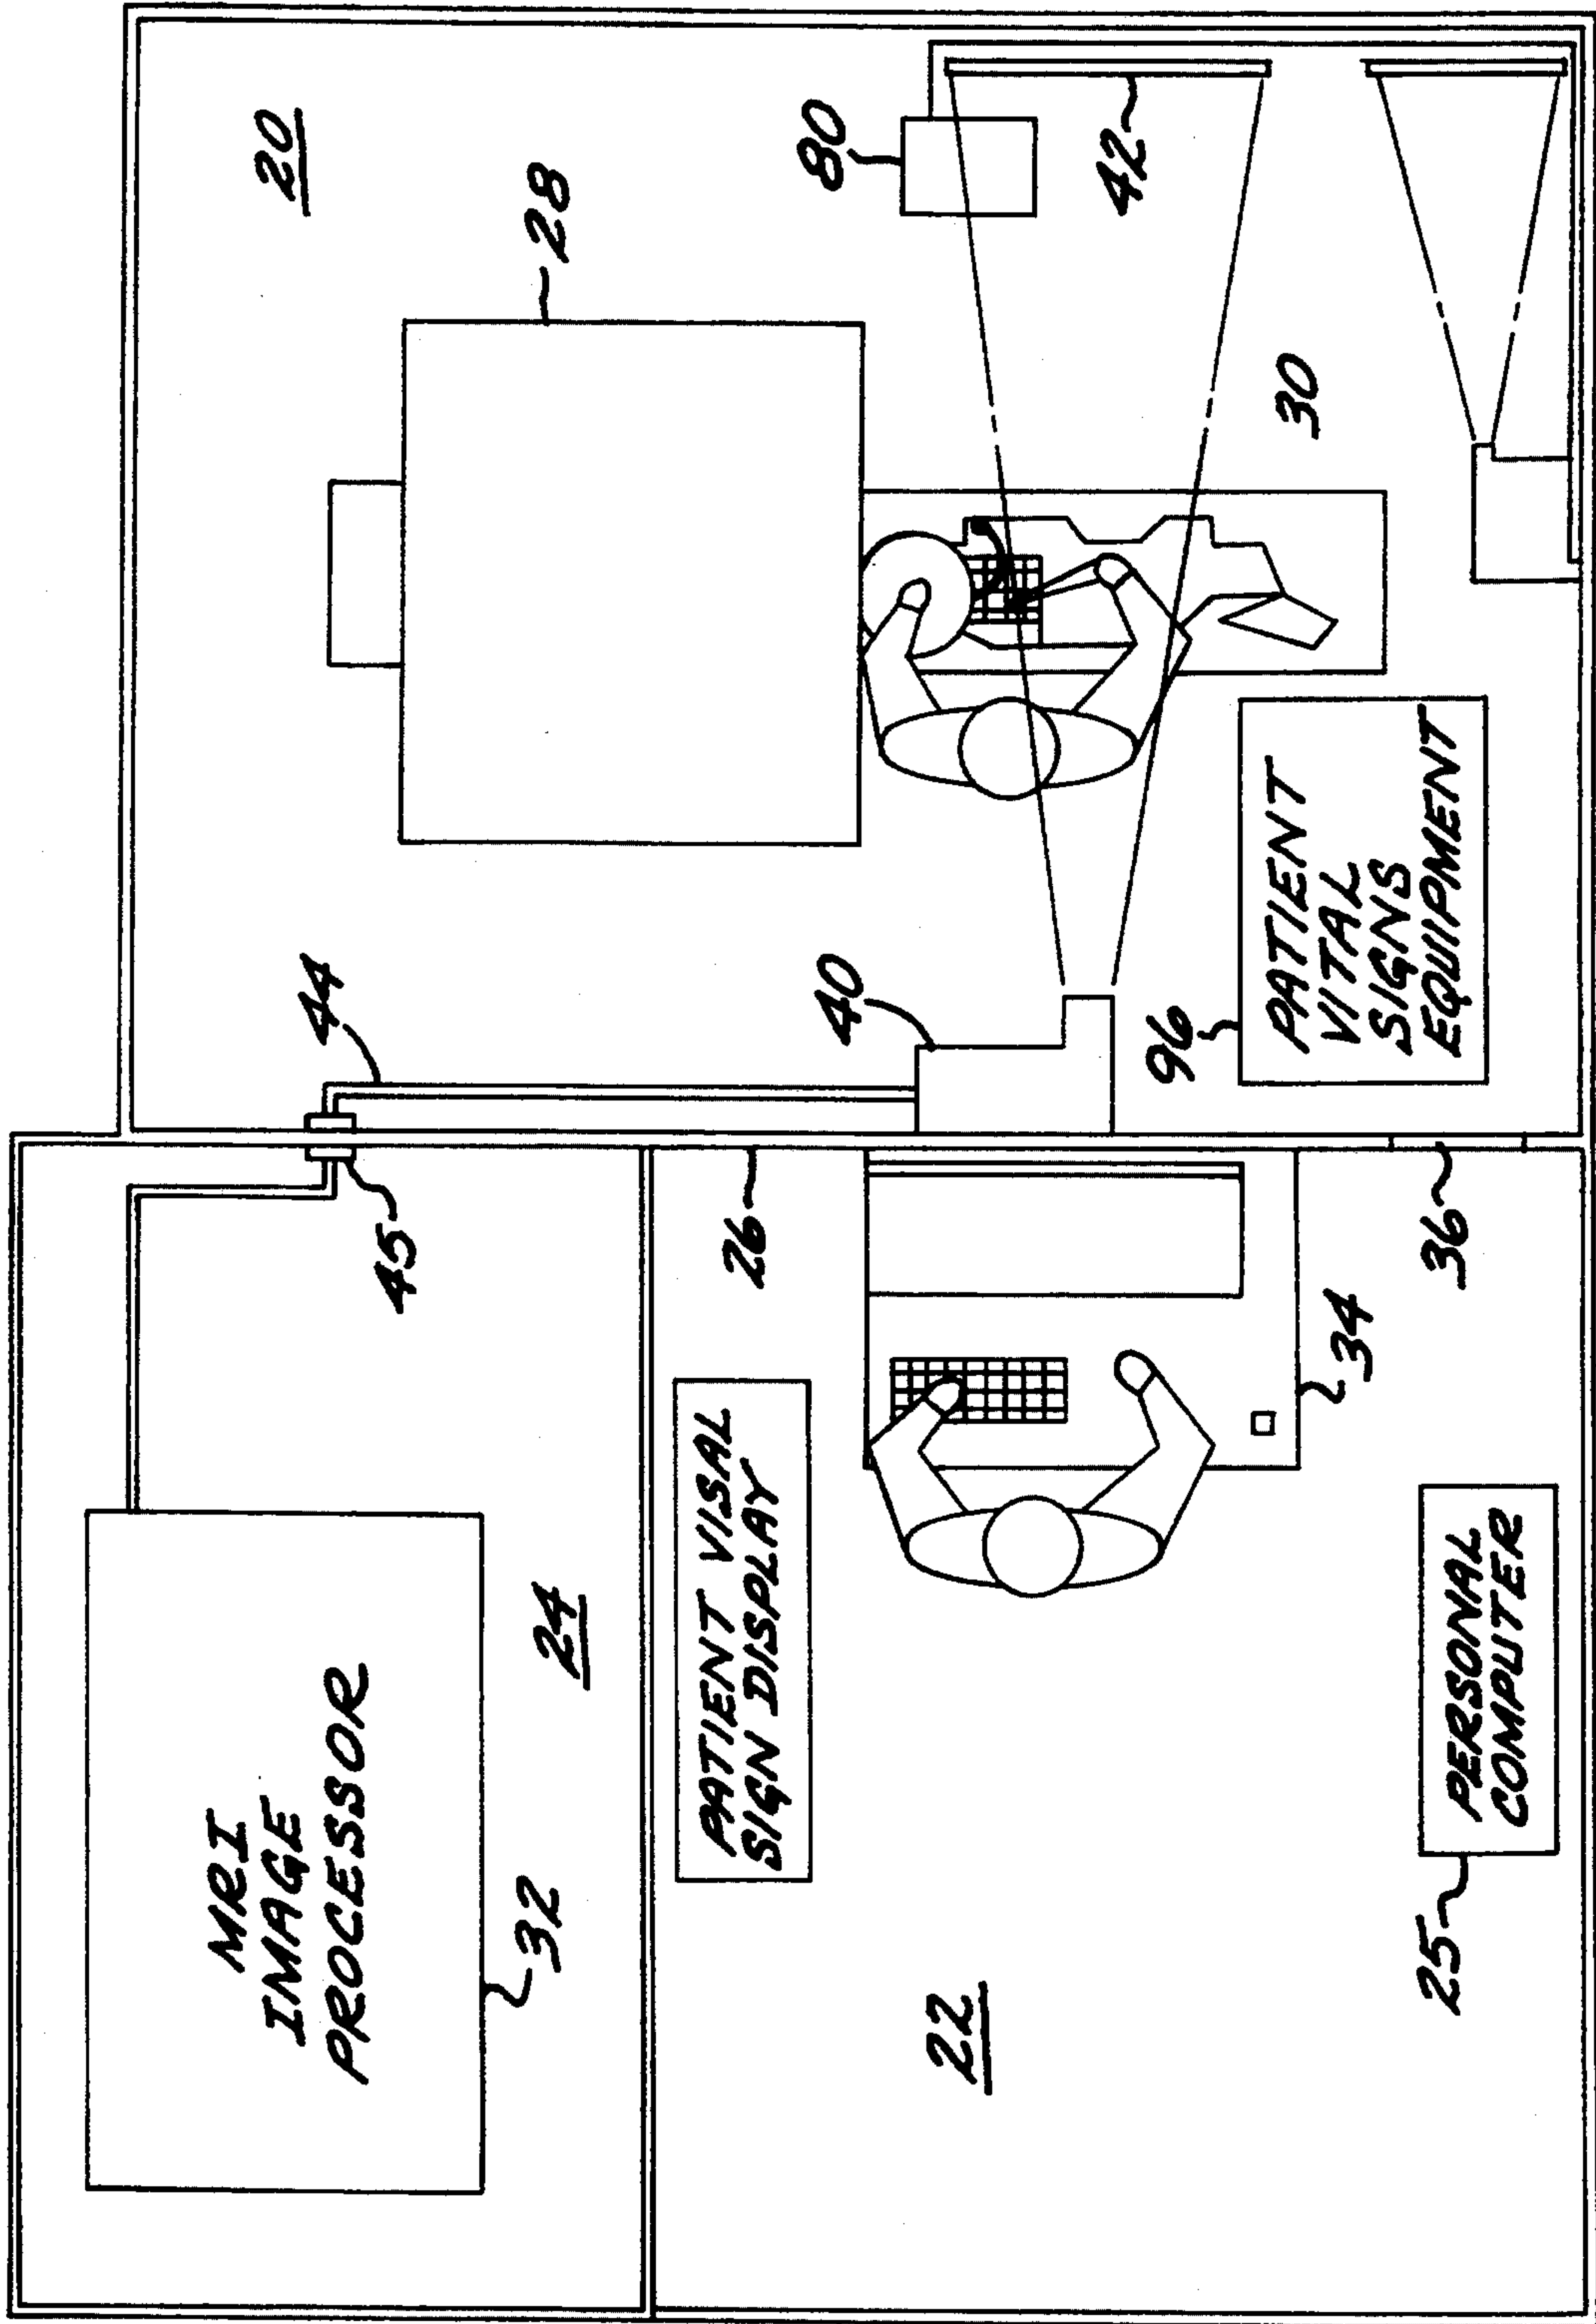 MRI
IMAGE
PROCESSOR
32
24
45
44
20
28
80
42
30
40
96
PATIENT
VITAL
SIGNS
EQUIPMENT
26
PATIENT VISAL
SIGN DISPLAY
22
34
36
25
PERSONAL
COMPUTER